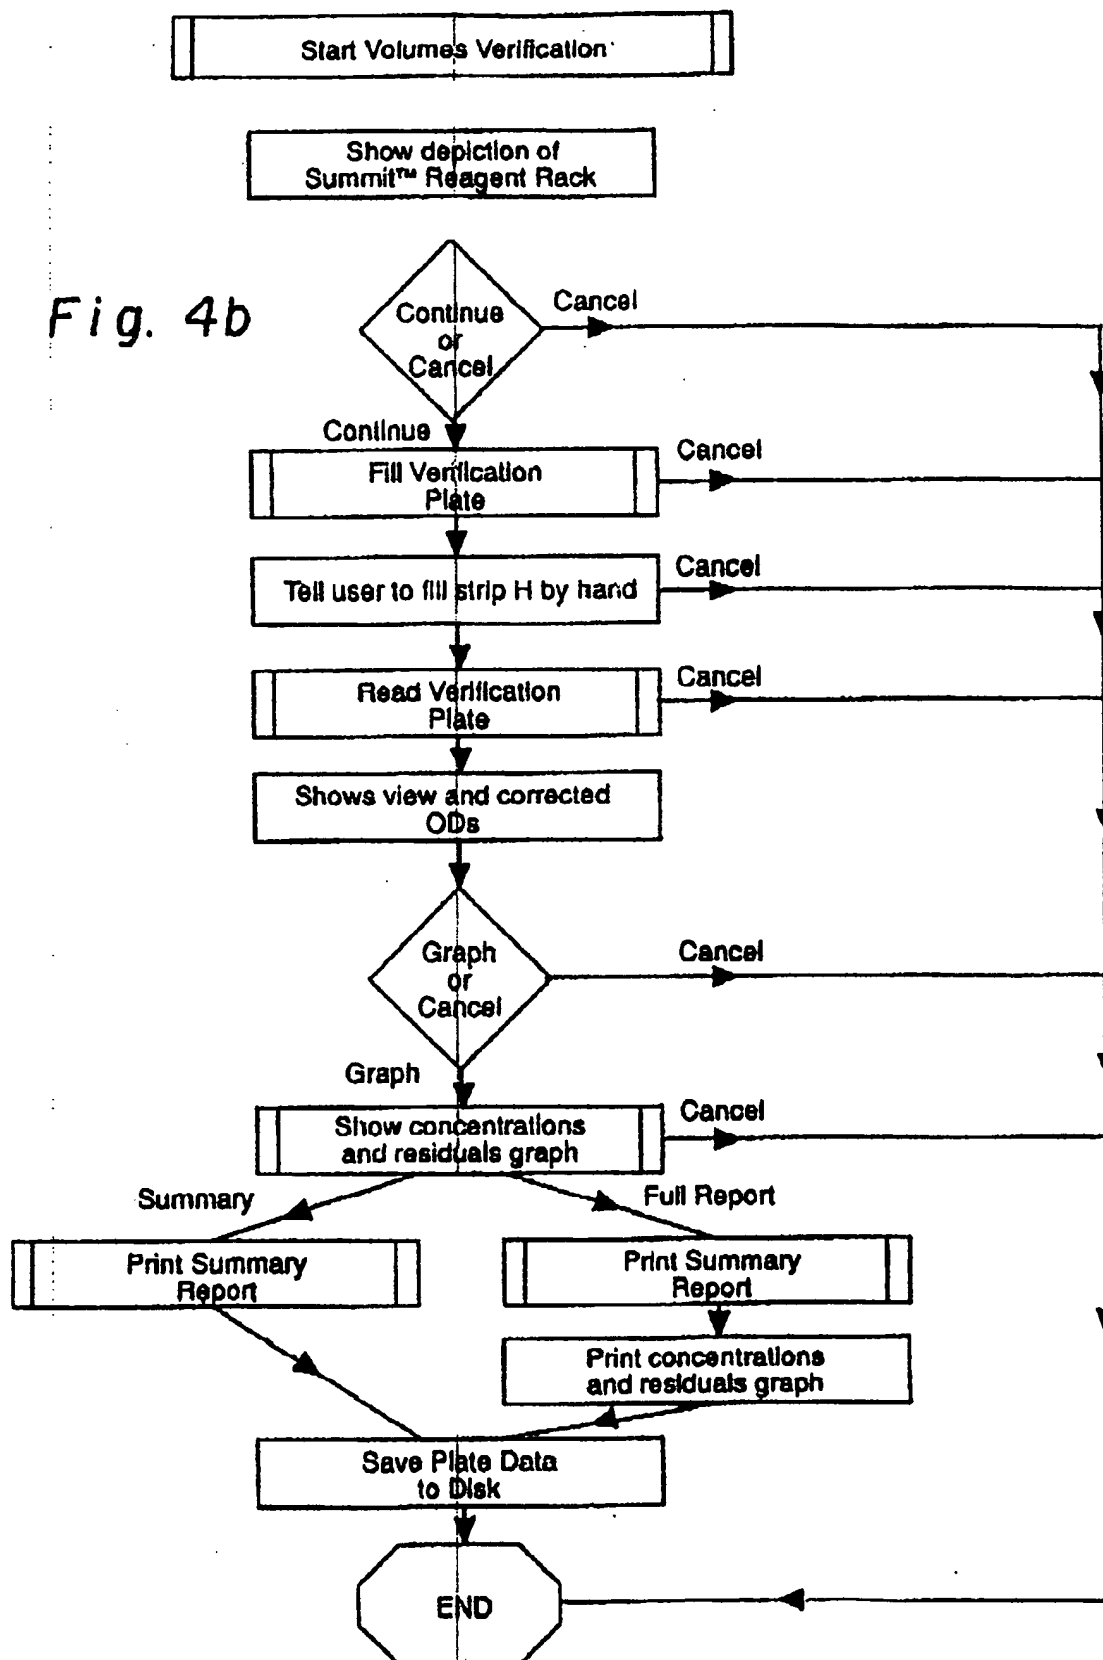 Start Volumes Verification
Show depiction of
Summit™ Reagent Rack
Fig. 4b
Continue
or
Cancel
Cancel
Continue
Fill Verification
Plate
Cancel
Tell user to fill strip H by hand
Cancel
Read Verification
Plate
Cancel
Shows view and corrected
ODs
Graph
or
Cancel
Cancel
Graph
Show concentrations
and residuals graph
Cancel
Summary
Full Report
Print Summary
Report
Print Summary
Report
Print concentrations
and residuals graph
Save Plate Data
to Disk
END